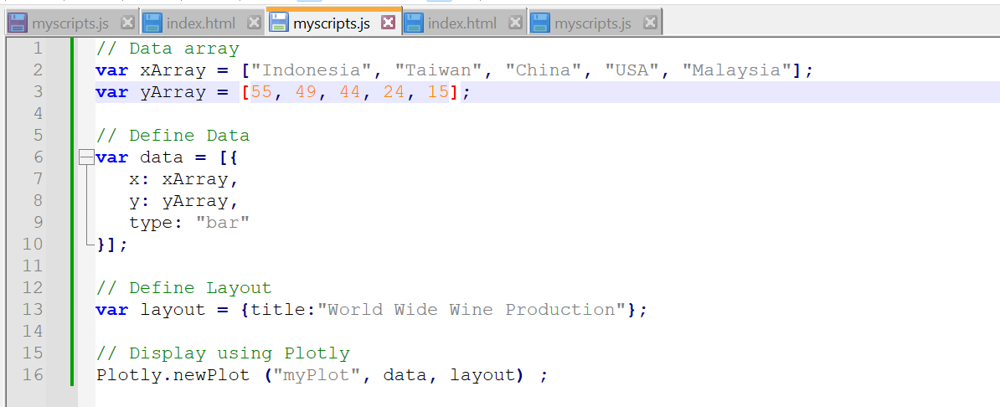 myscripts.js index.html myscripts.js index.html myscripts.js
1 // Data array
2 var xArray = ["Indonesia", "Taiwan", "China", "USA", "Malaysia"];
3 var yArray = [55, 49, 44, 24, 15];
4
5 // Define Data
6 var data = [{
7 x: xArray,
8 y: yArray,
9 type: "bar"
10 }];
11
12 // Define Layout
13 var layout = {title:"World Wide Wine Production"};
14
15 // Display using Plotly
16 Plotly.newPlot ("myPlot", data, layout) ;